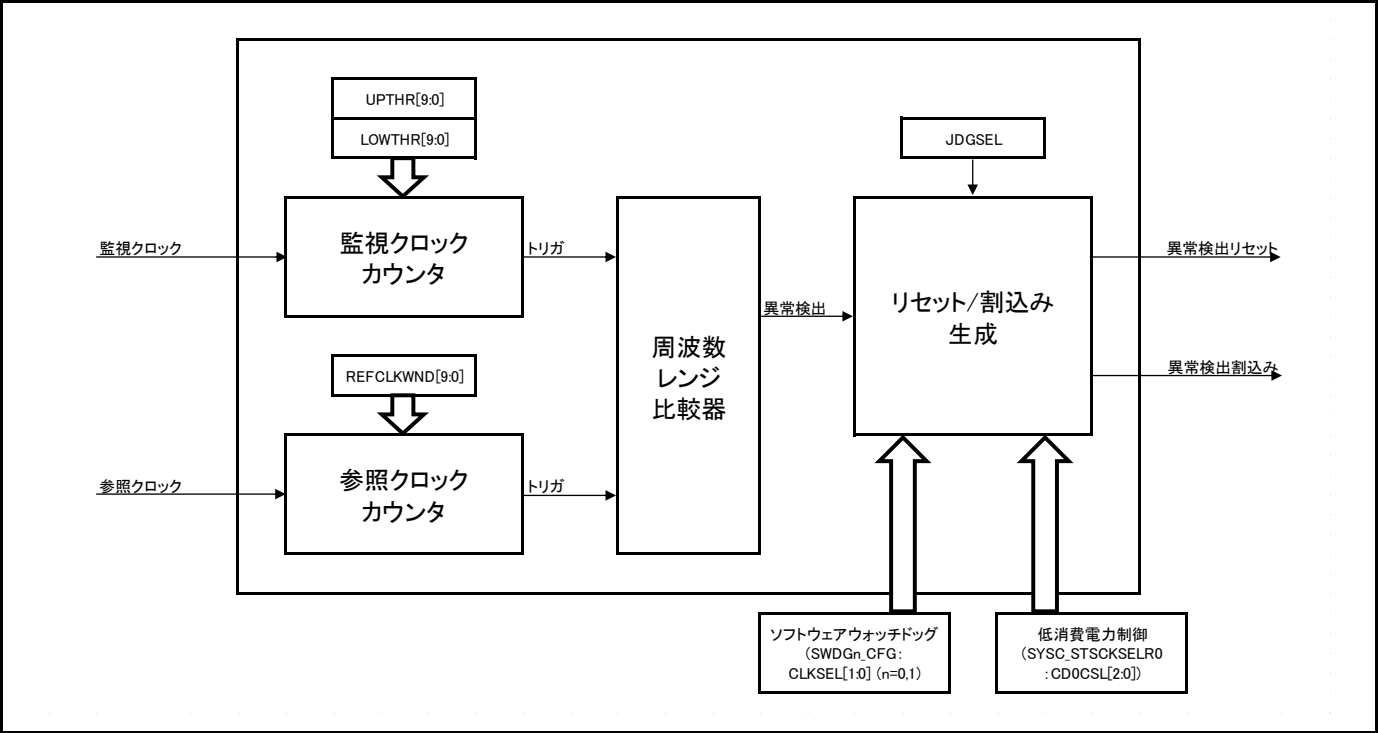 UPTHR[9:0]
LOWTHR[9:0]
JDGSEL
監視クロック
監視クロック
カウンタ
トリガ
異常検出リセット
異常検出
リセット/割込み
生成
周波数
レンジ
比較器
REFCLKWND[9:0]
異常検出割込み
参照クロック
参照クロック
カウンタ
トリガ
ソフトウェアウォッチドッグ
(SWDGn_CFG:
CLKSEL[1:0] (n=0,1)
低消費電力制御
(SYSC_STSCKSELR0
:CD0CSL[2:0])